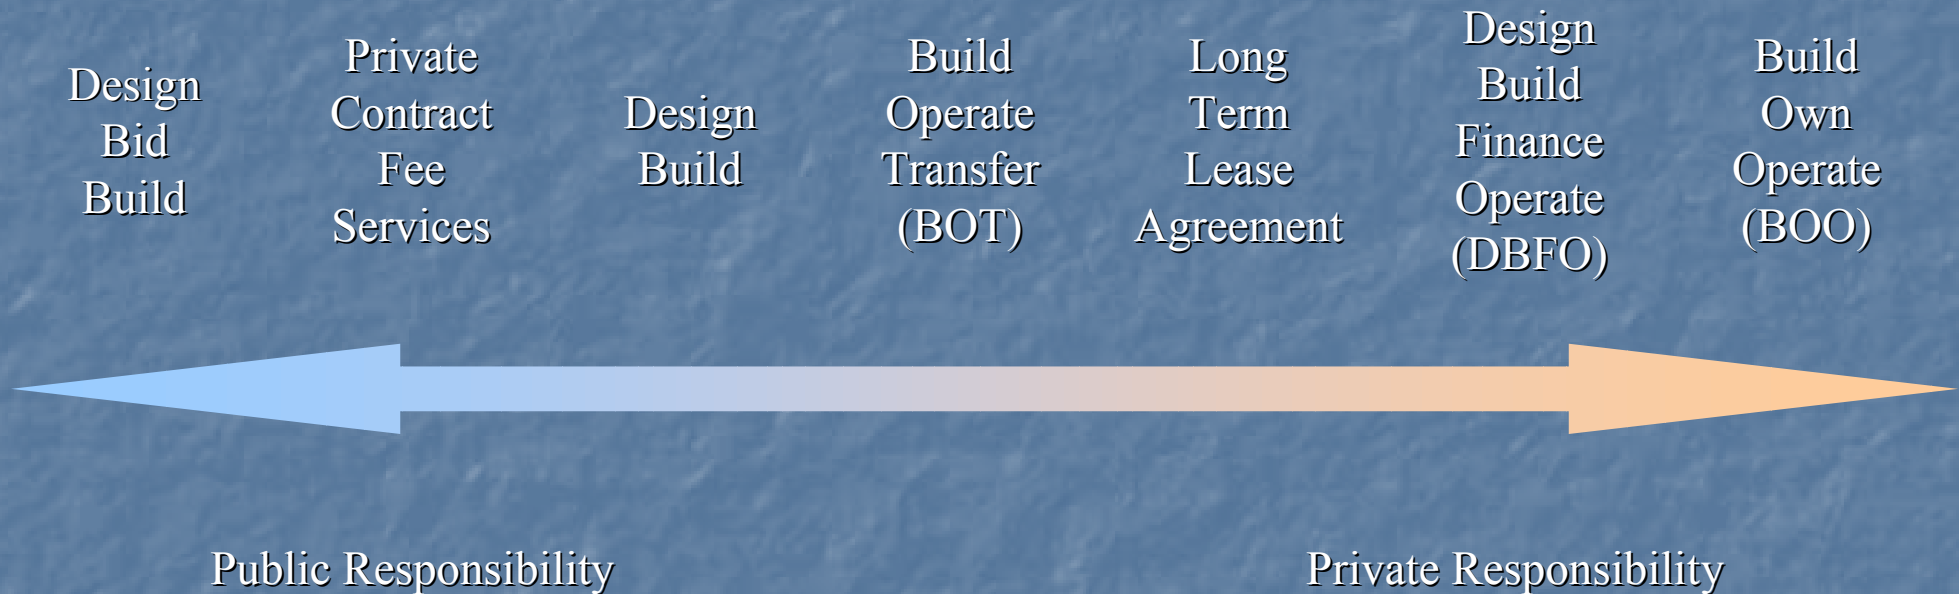 Design
Bid
Build
Private
Contract
Fee
Services
Design
Build
Build
Operate
Transfer
(BOT)
Long
Term
Lease
Agreement
Design
Build
Finance
Operate
(DBFO)
Build
Own
Operate
(BOO)
Public Responsibility
Private Responsibility